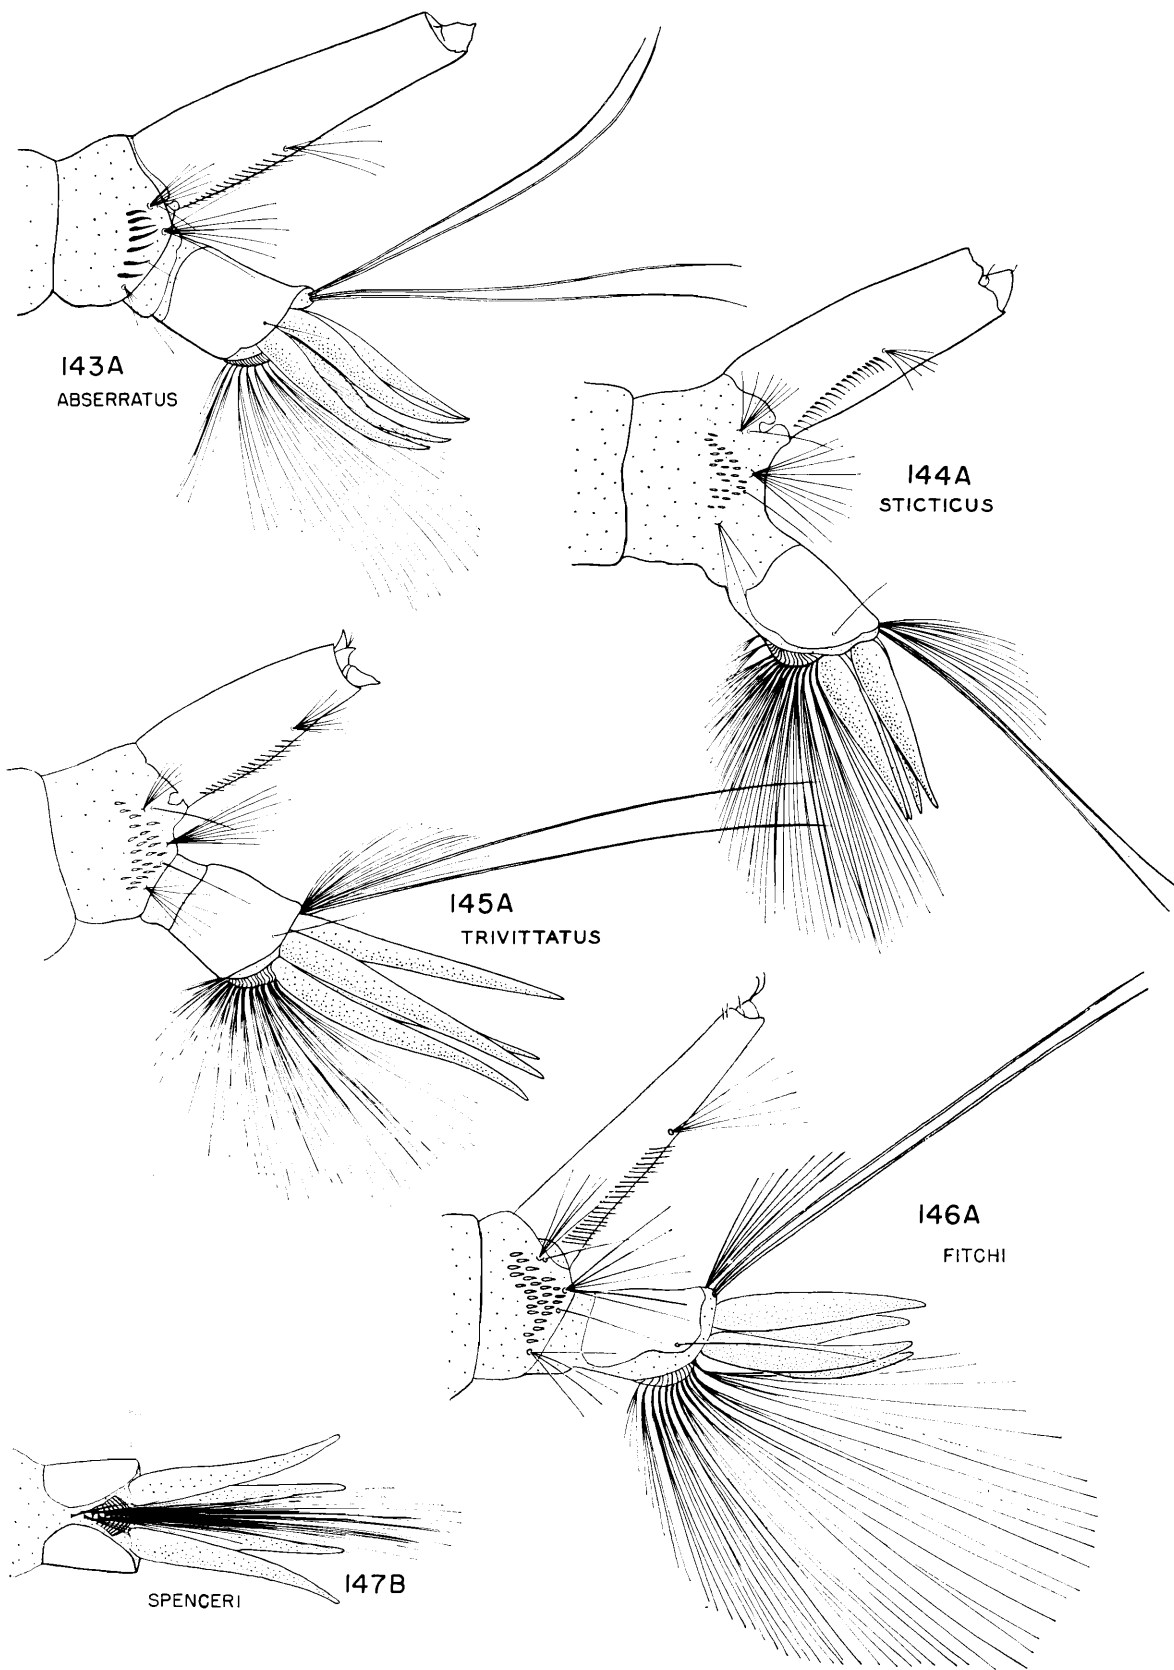 143A
ABSERRATUS
144A
STICTICUS
145A
TRIVITTATUS
146A
FITCHI
147B
SPENCERI